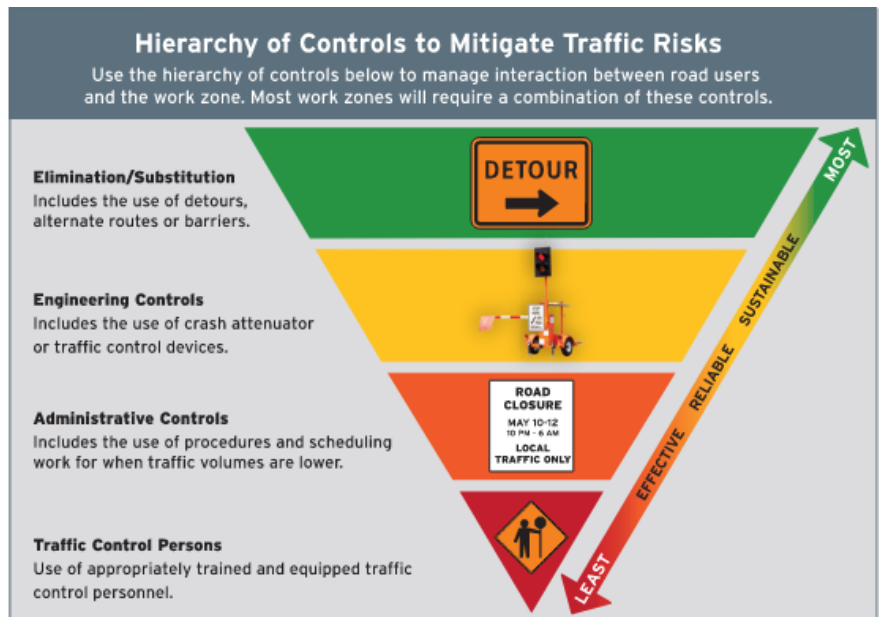 Hierarchy of Controls to Mitigate Traffic Risks
Use the hierarchy of controls below to manage interaction between road users
and the work zone. Most work zones will require a combination of these controls.
Elimination/Substitution
Includes the use of detours,
alternate routes or barriers.
DETOUR
Engineering Controls
Includes the use of crash attenuator
or traffic control devices.
Administrative Controls
Includes the use of procedures and scheduling
work for when traffic volumes are lower.
ROAD
CLOSURE
MAY 10-12
10 PM - 6 AM
LOCAL
TRAFFIC ONLY
Traffic Control Persons
Use of appropriately trained and equipped traffic
control personnel.
MOST
SUSTAINABLE
RELIABLE
EFFECTIVE
LEAST